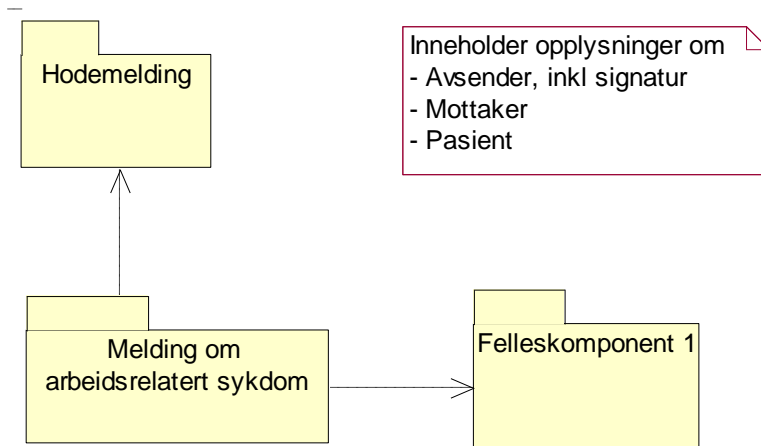 Hodemelding
Inneholder opplysninger om
- Avsender, inkl signatur
- Mottaker
- Pasient
Melding om
arbeidsrelatert sykdom
Felleskomponent 1